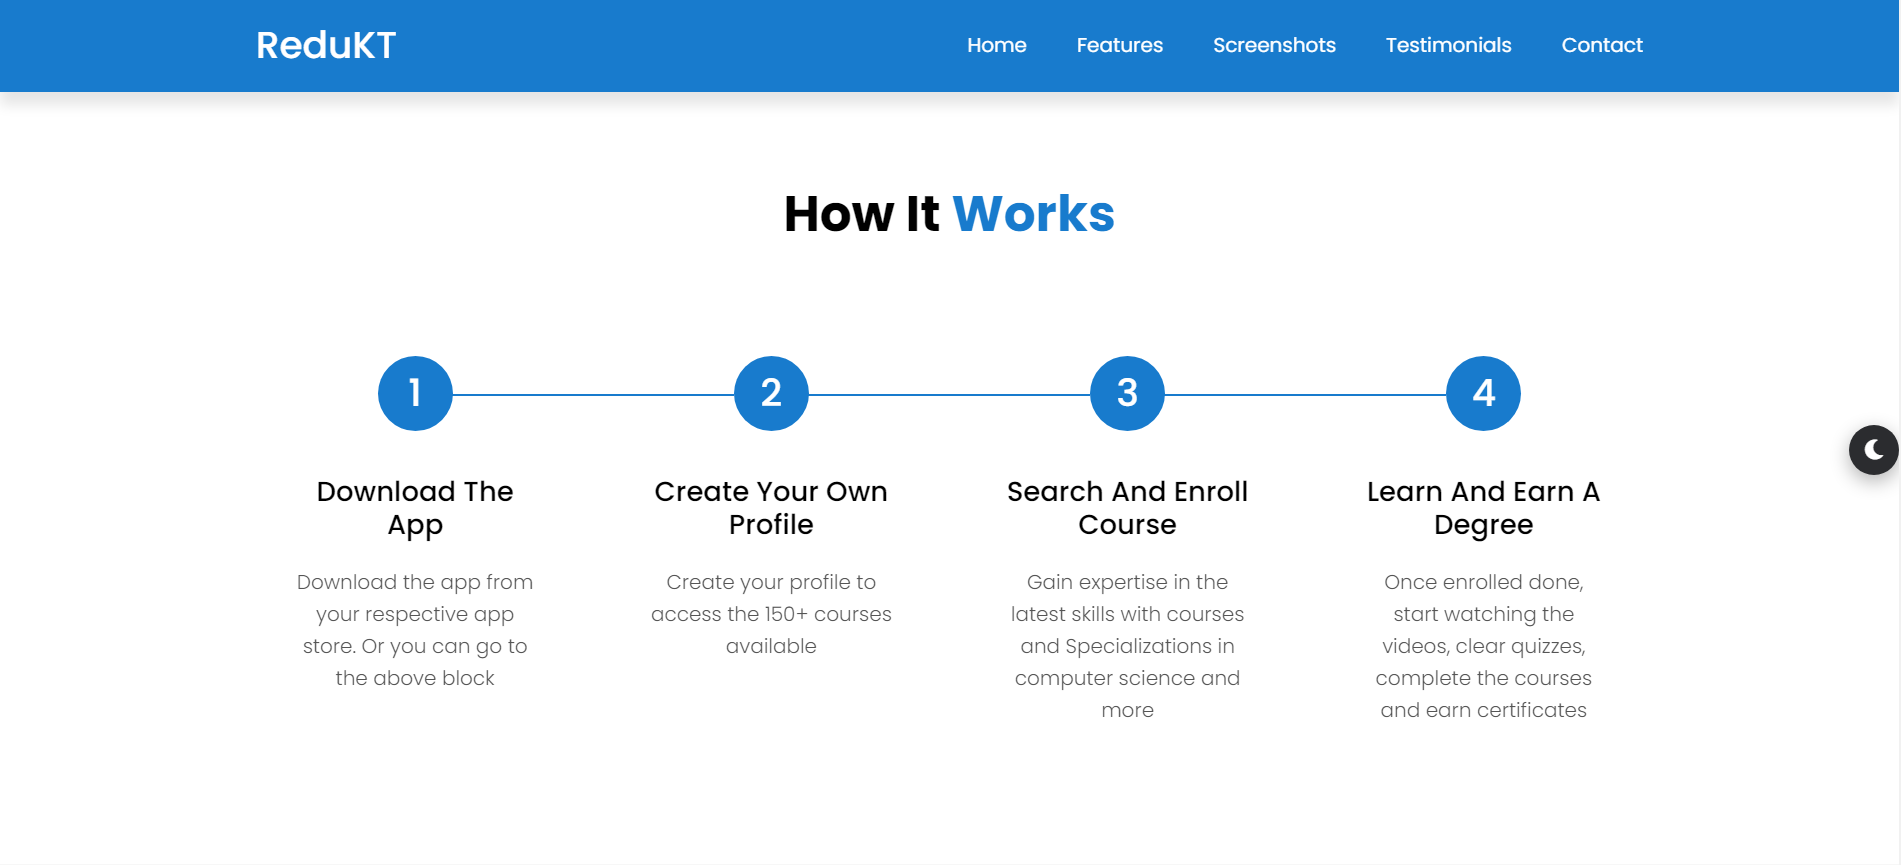 ReduKT
Home
Features
Screenshots
Testimonials
Contact
How It Works
1
2
3
4
Download The
App
Download the app from
your respective app
store. Or you can go to
the above block
Create Your Own
Profile
Create your profile to
access the 150+ courses
available
Search And Enroll
Course
Gain expertise in the
latest skills with courses
and Specializations in
computer science and
more
Learn And Earn A
Degree
Once enrolled done,
start watching the
videos, clear quizzes,
complete the courses
and earn certificates